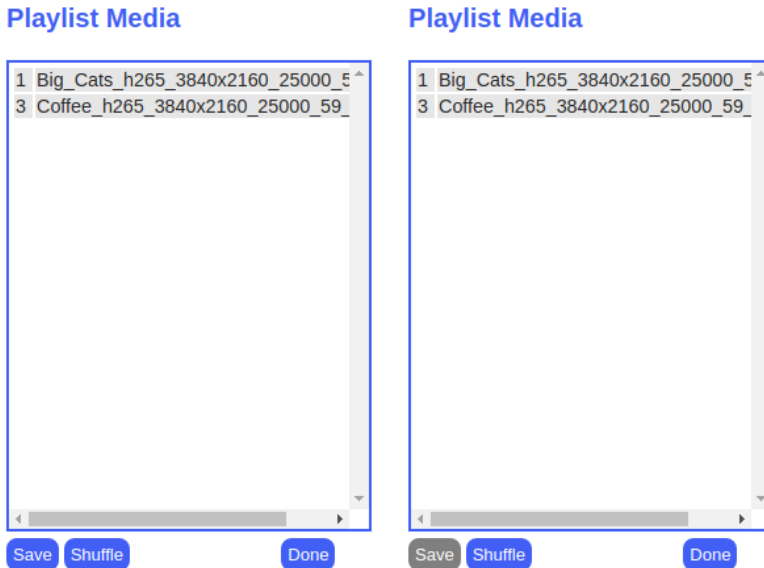 Playlist Media
1 Big_Cats_h265_3840x2160_25000_5
3 Coffee_h265_3840x2160_25000_59_
Save Shuffle Done
Playlist Media
1 Big_Cats_h265_3840x2160_25000_5
3 Coffee_h265_3840x2160_25000_59_
Save Shuffle Done